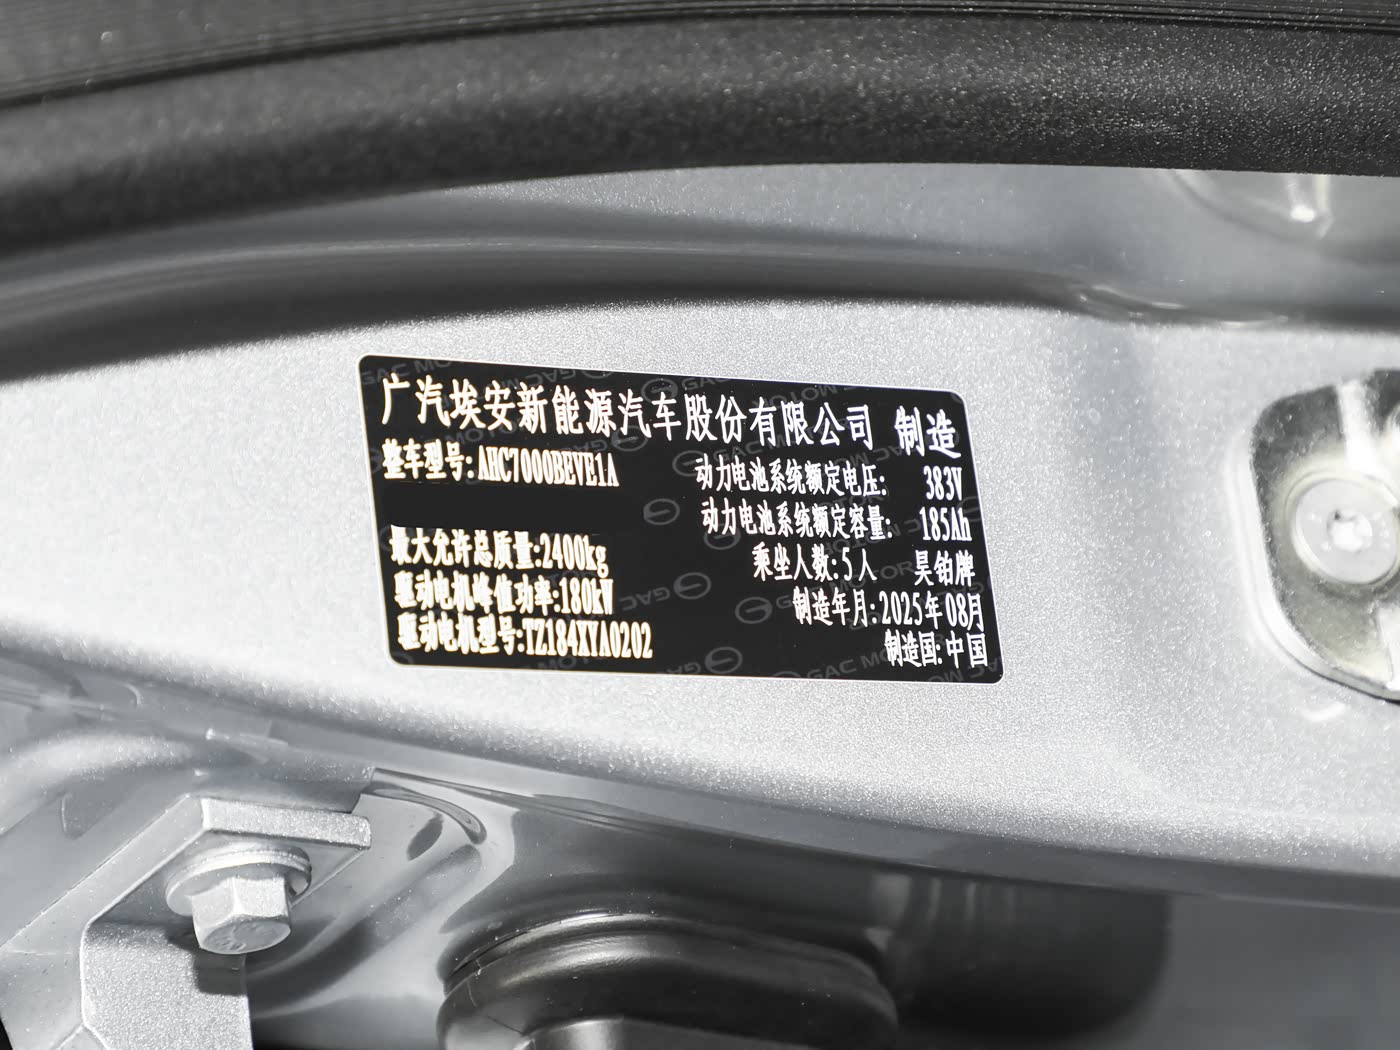 广汽埃安新能源汽车股份有限公司 制造
整车型号:AHC7000BEVE1A
动力电池系统额定电压: 383V
动力电池系统额定容量: 185Ah
最大允许总质量:2400kg
乘坐人数:5人 昊铂牌
驱动电机峰值功率:180kW
制造年月:2025年08月
驱动电机型号:TZ184XYA0202
制造国:中国